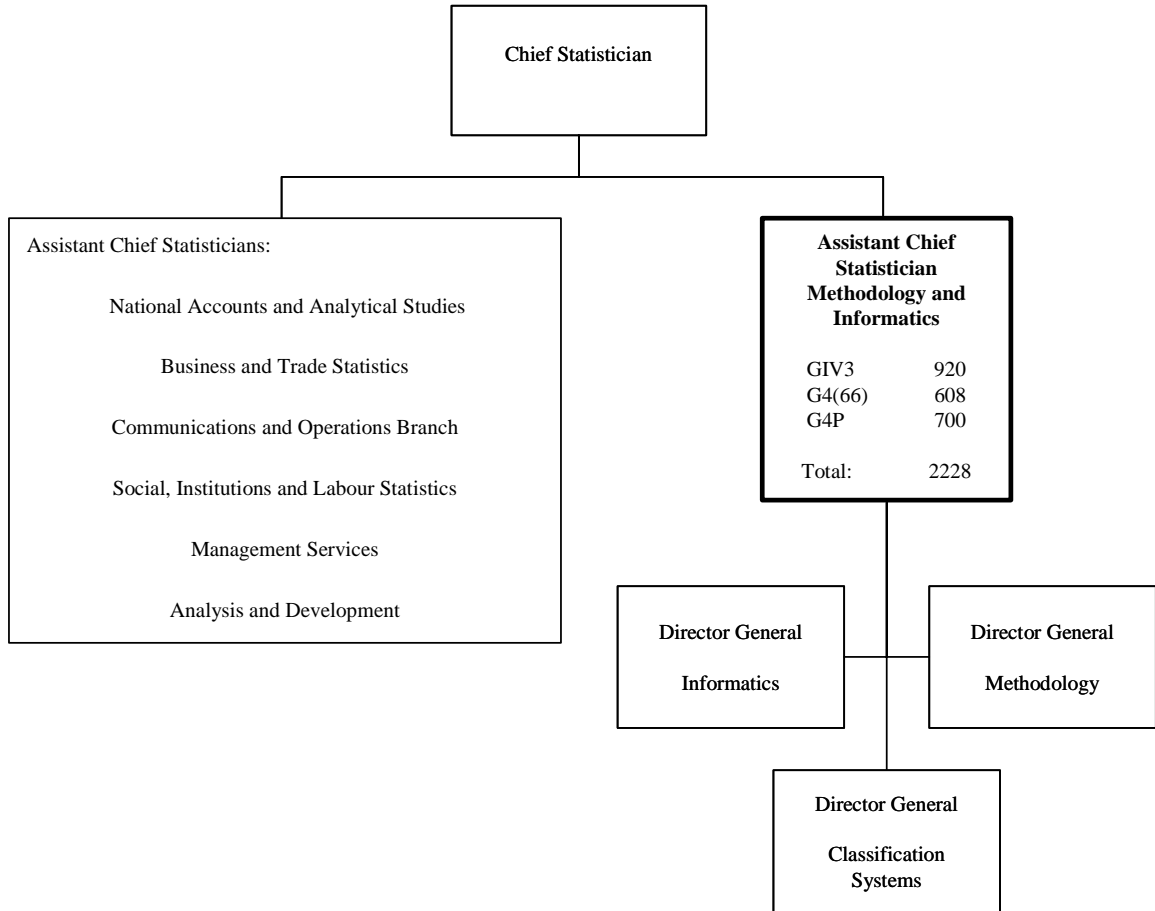 Chief Statistician
Assistant Chief Statisticians:
National Accounts and Analytical Studies
Business and Trade Statistics
Communications and Operations Branch
Social, Institutions and Labour Statistics
Management Services
Analysis and Development
Assistant Chief
Statistician
Methodology and
Informatics
GIV3 920
G4(66) 608
G4P 700
Total: 2228
Director General
Informatics
Director General
Methodology
Director General
Classification
Systems